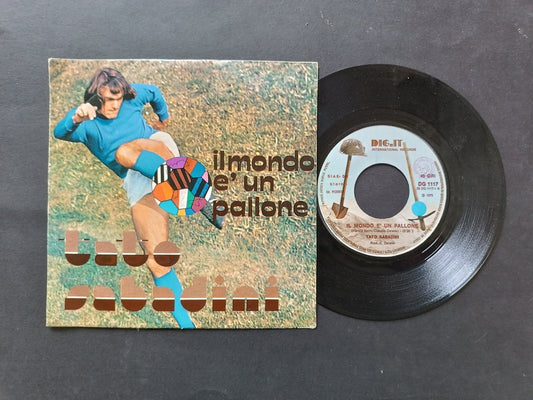 il mondo
e' un
pallone
tato
sabadini
DIG.IT
INTERNATIONAL RECORDS
45 GIRI
DG 1117
IL MONDO E' UN PALLONE
TATO SABADINI